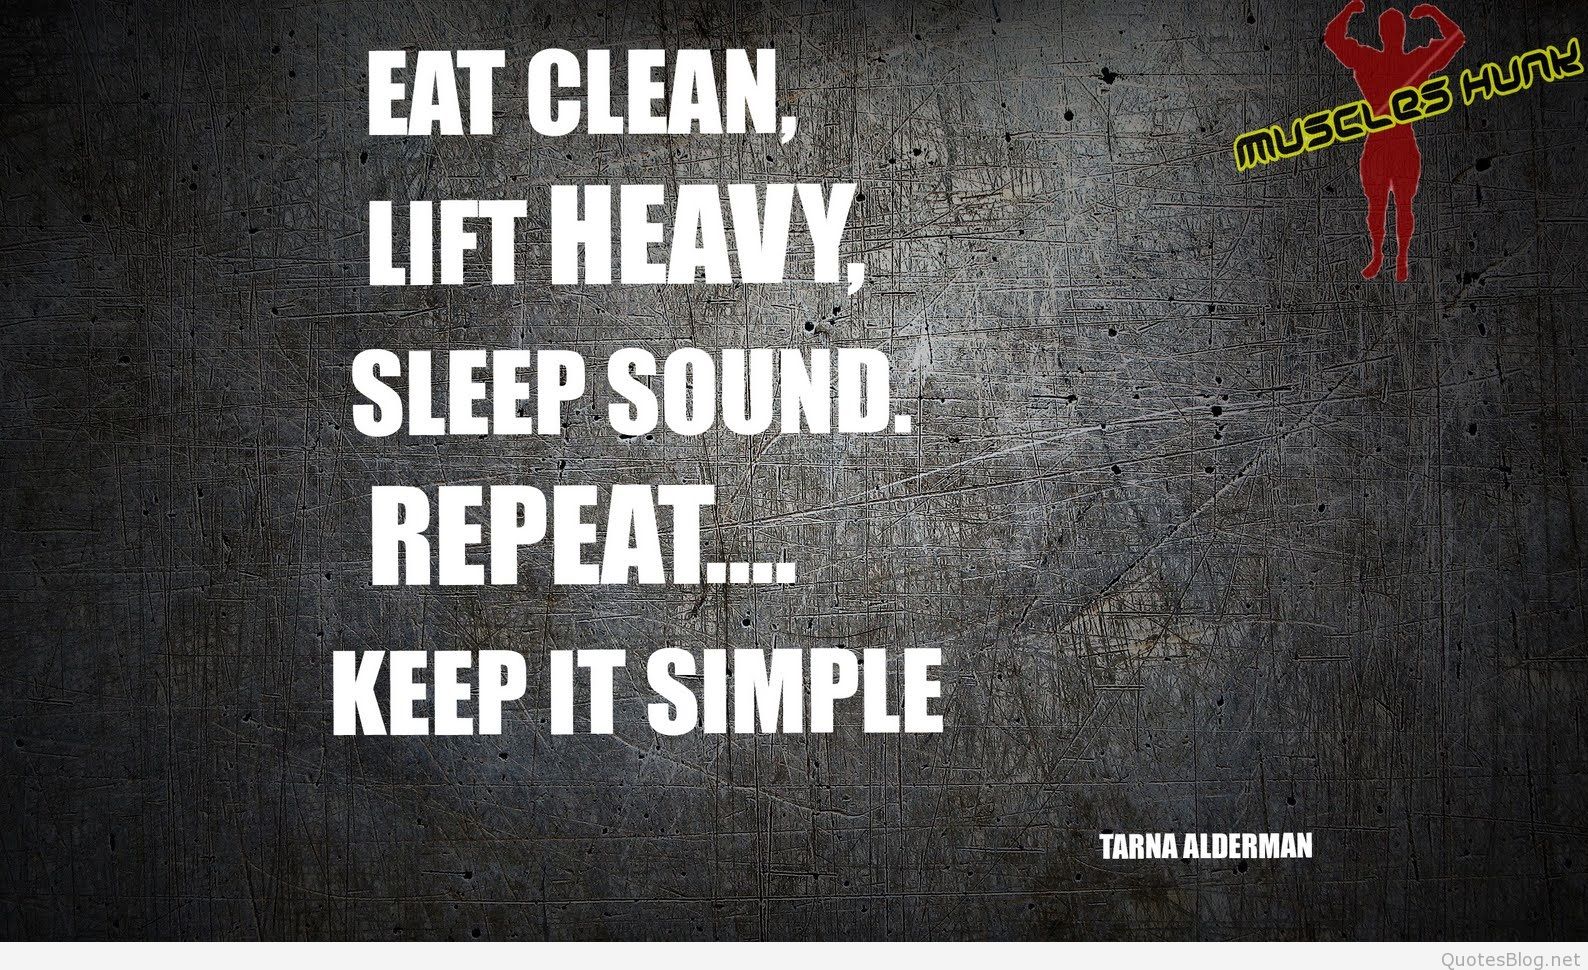 EAT CLEAN,
LIFT HEAVY,
SLEEP SOUND.
REPEAT....
KEEP IT SIMPLE
TARNA ALDERMAN
MUSCLES HUNK
QuotesBlog.net